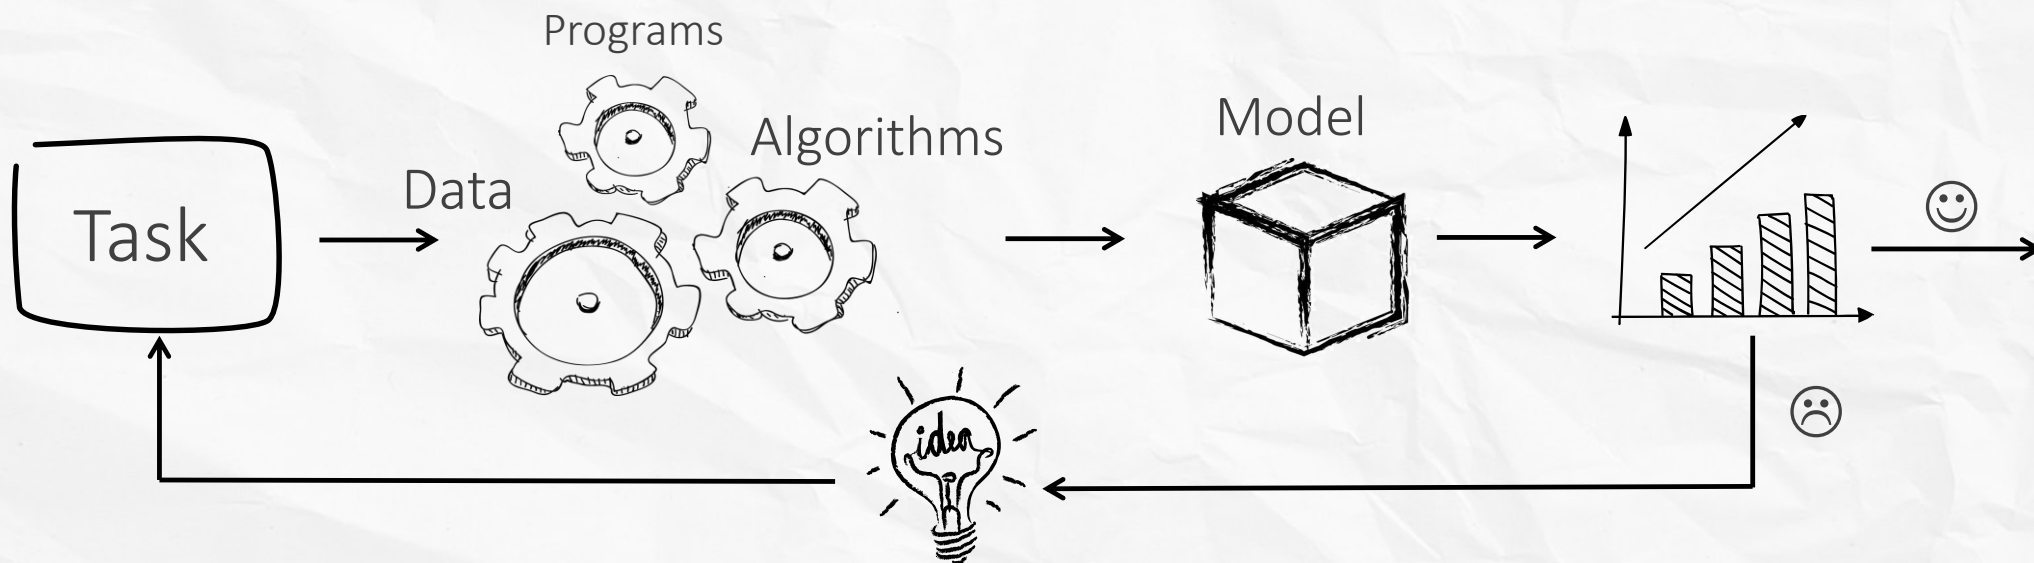 Programs
Algorithms
Model
Data
Task
idea